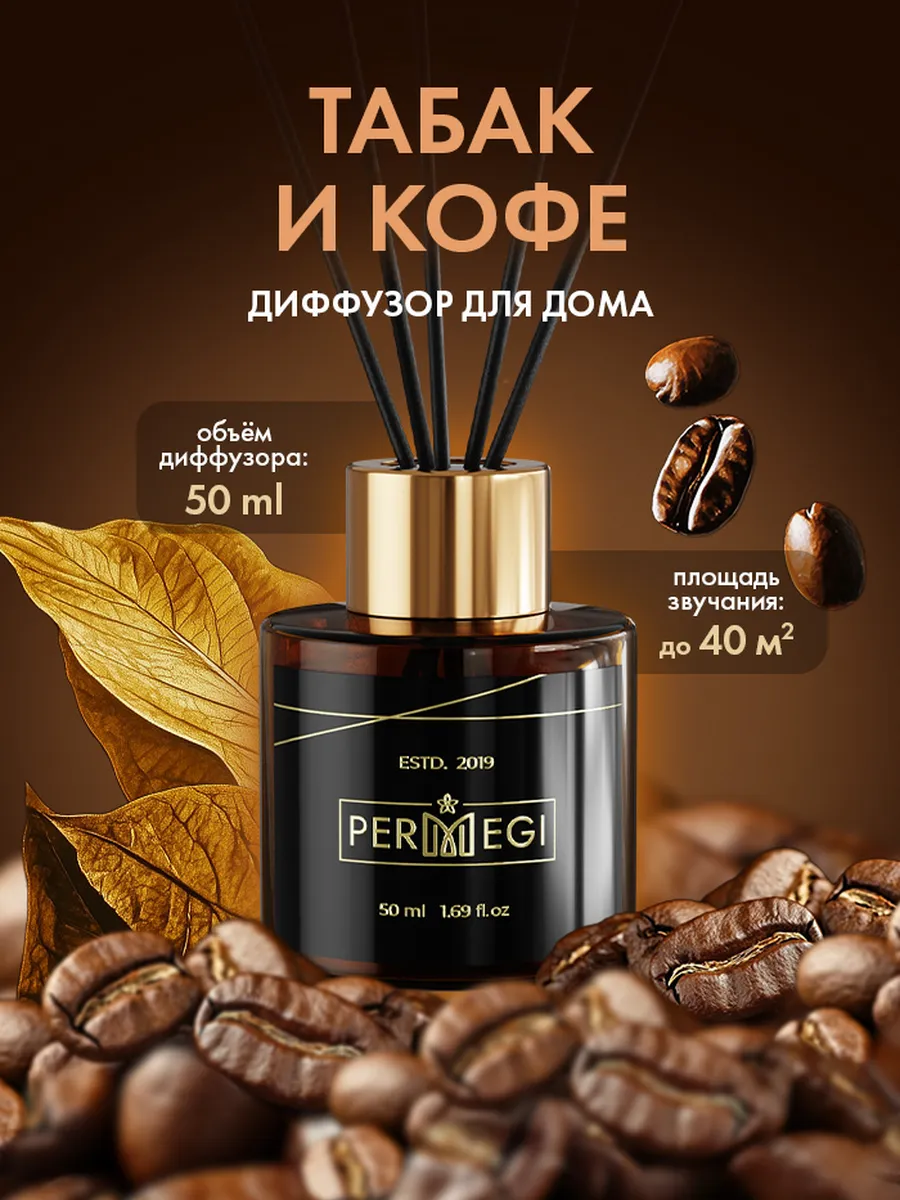 ТАБАК
И КОФЕ
ДИФФУЗОР ДЛЯ ДОМА
объём
диффузора:
50 ml
площадь
звучания:
до 40 м²
ESTD. 2019
PERMEGI
50 ml 1.69 fl.oz